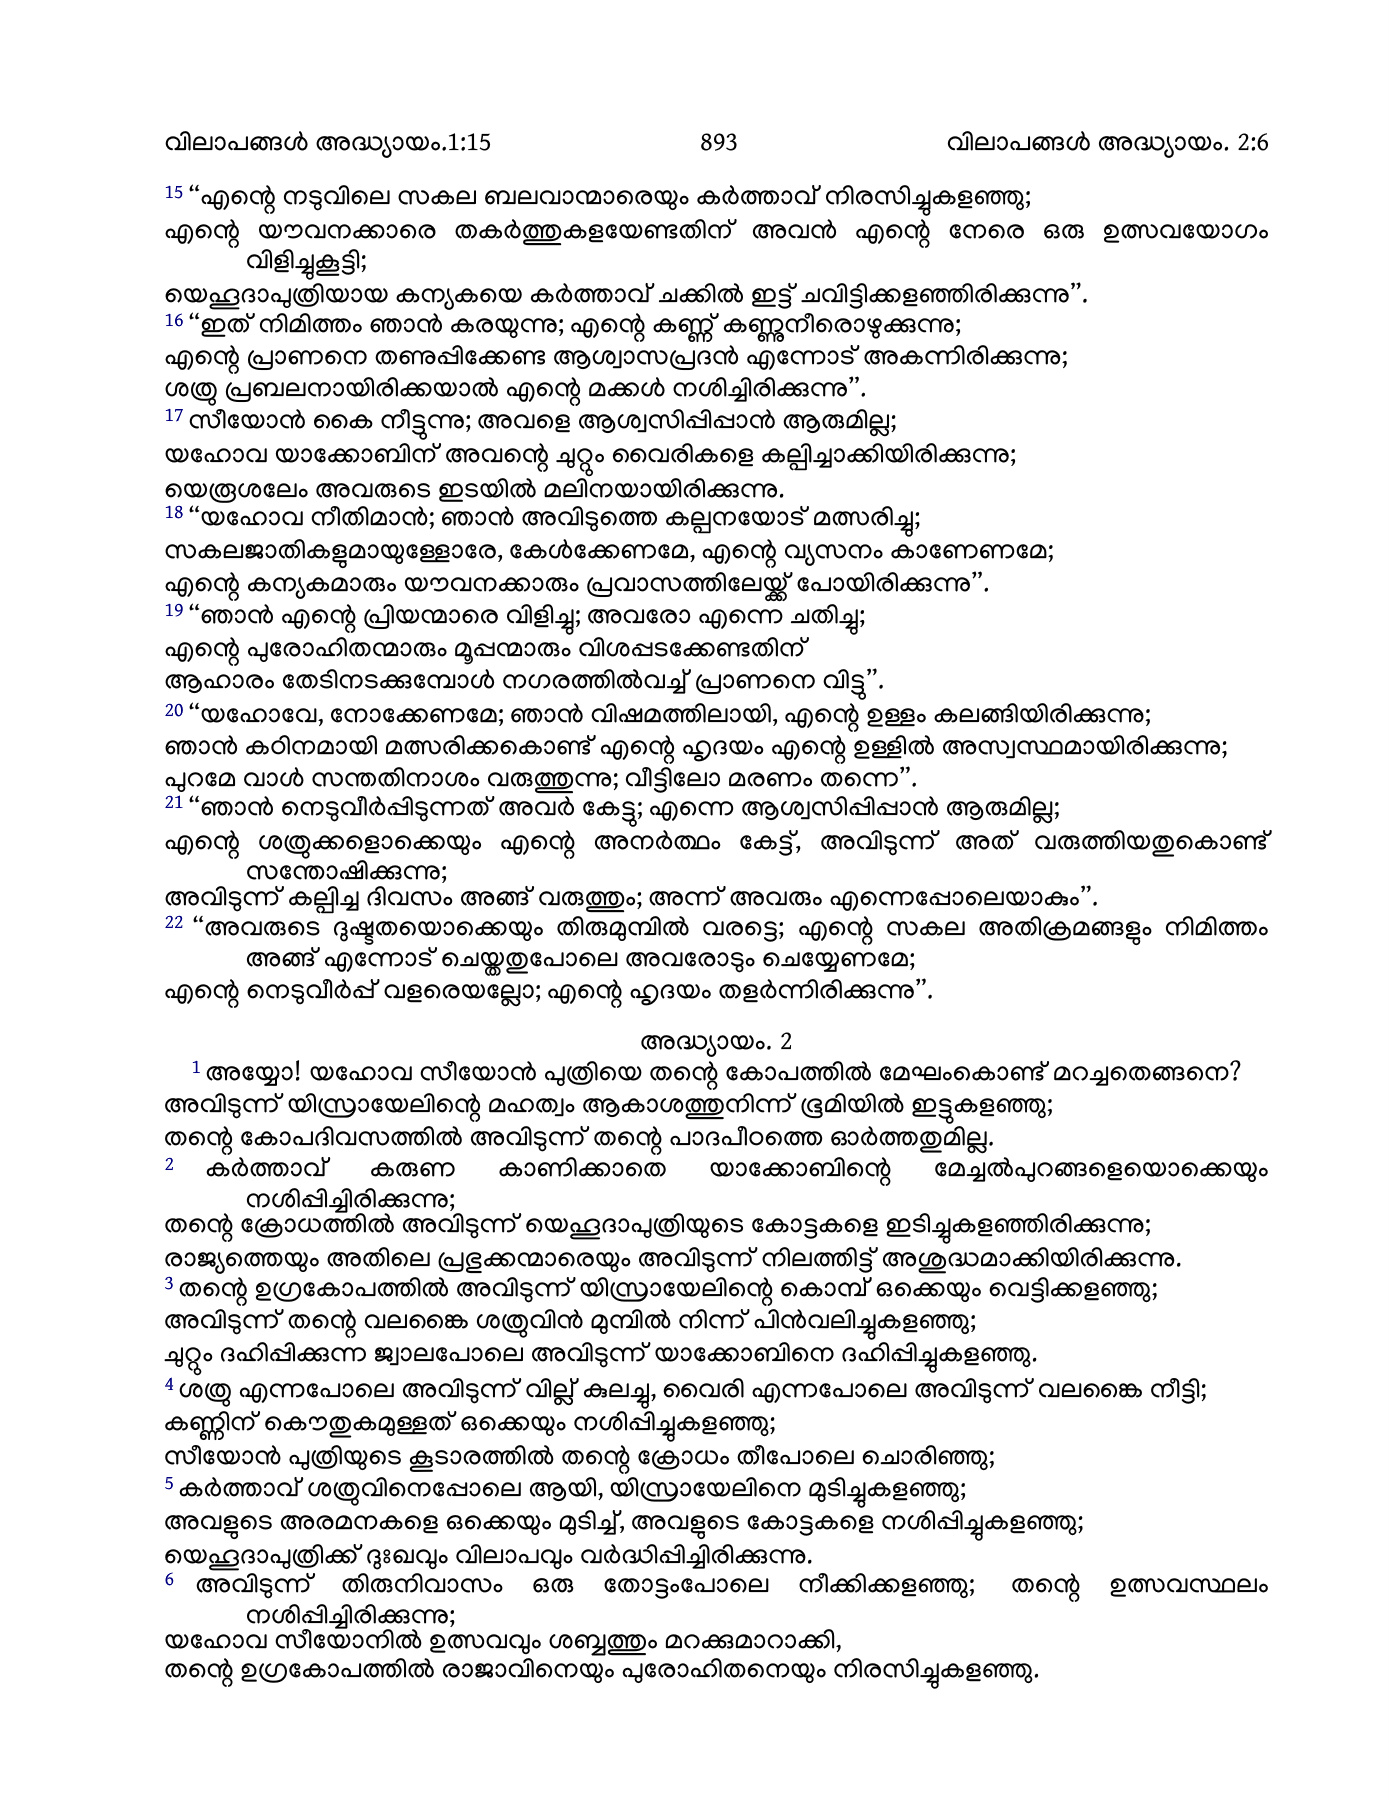 വിലാപങ്ങൾ അദ്ധ്യായം.1:15 893 വിലാപങ്ങൾ അദ്ധ്യായം. 2:6
15 “എന്റെ നടുവിലെ സകല ബലവാന്മാരെയും കർത്താവ് നിരസിച്ചുകളഞ്ഞു;
എന്റെ യൗവനക്കാരെ തകർത്തുകളയേണ്ടതിന് അവൻ എന്റെ നേരെ ഒരു ഉത്സവയോഗം
വിളിച്ചുകൂട്ടി;
യെഹൂദാപുത്രിയായ കന്യകയെ കർത്താവ് ചക്കിൽ ഇട്ട് ചവിട്ടിക്കളഞ്ഞിരിക്കുന്നു”.
16 “ഇത് നിമിത്തം ഞാൻ കരയുന്നു; എന്റെ കണ്ണ് കണ്ണുനീരൊഴുക്കുന്നു;
എന്റെ പ്രാണനെ തണുപ്പിക്കേണ്ട ആശ്വാസപ്രദൻ എന്നോട് അകന്നിരിക്കുന്നു;
ശത്രു പ്രബലനായിരിക്കയാൽ എന്റെ മക്കൾ നശിച്ചിരിക്കുന്നു”.
17 സീയോൻ കൈ നീട്ടുന്നു; അവളെ ആശ്വസിപ്പിപ്പാൻ ആരുമില്ല;
യഹോവ യാക്കോബിന് അവന്റെ ചുറ്റും വൈരികളെ കല്പിച്ചാക്കിയിരിക്കുന്നു;
യെരൂശലേം അവരുടെ ഇടയിൽ മലിനയായിരിക്കുന്നു.
18 “യഹോവ നീതിമാൻ; ഞാൻ അവിടുത്തെ കല്പനയോട് മത്സരിച്ചു;
സകലജാതികളുമായുള്ളോരേ, കേൾക്കേണമേ, എന്റെ വ്യസനം കാണേണമേ;
എന്റെ കന്യകമാരും യൗവനക്കാരും പ്രവാസത്തിലേയ്ക്ക് പോയിരിക്കുന്നു”.
19 “ഞാൻ എന്റെ പ്രിയന്മാരെ വിളിച്ചു; അവരോ എന്നെ ചതിച്ചു;
എന്റെ പുരോഹിതന്മാരും മൂപ്പന്മാരും വിശപ്പടക്കേണ്ടതിന്
ആഹാരം തേടിനടക്കുമ്പോൾ നഗരത്തിൽവച്ച് പ്രാണനെ വിട്ടു”.
20 “യഹോവേ, നോക്കേണമേ; ഞാൻ വിഷമത്തിലായി, എന്റെ ഉള്ളം കലങ്ങിയിരിക്കുന്നു;
ഞാൻ കഠിനമായി മത്സരിക്കകൊണ്ട് എന്റെ ഹൃദയം എന്റെ ഉള്ളിൽ അസ്വസ്ഥമായിരിക്കുന്നു;
പുറമേ വാൾ സന്തതിനാശം വരുത്തുന്നു; വീട്ടിലോ മരണം തന്നെ”.
21 “ഞാൻ നെടുവീർപ്പിടുന്നത് അവർ കേട്ടു; എന്നെ ആശ്വസിപ്പിപ്പാൻ ആരുമില്ല;
എന്റെ ശത്രുക്കളൊക്കെയും എന്റെ അനർത്ഥം കേട്ട്, അവിടുന്ന് അത് വരുത്തിയതുകൊണ്ട്
സന്തോഷിക്കുന്നു;
അവിടുന്ന് കല്പിച്ച ദിവസം അങ്ങ് വരുത്തും; അന്ന് അവരും എന്നെപ്പോലെയാകും”.
22 “അവരുടെ ദുഷ്ടതയൊക്കെയും തിരുമുമ്പിൽ വരട്ടെ; എന്റെ സകല അതിക്രമങ്ങളും നിമിത്തം
അങ്ങ് എന്നോട് ചെയ്തതുപോലെ അവരോടും ചെയ്യേണമേ;
എന്റെ നെടുവീർപ്പ് വളരെയല്ലോ; എന്റെ ഹൃദയം തളർന്നിരിക്കുന്നു”.
അദ്ധ്യായം. 2
1 അയ്യോ! യഹോവ സീയോൻ പുത്രിയെ തന്റെ കോപത്തിൽ മേഘംകൊണ്ട് മറച്ചതെങ്ങനെ?
അവിടുന്ന് യിസ്രായേലിന്റെ മഹത്വം ആകാശത്തുനിന്ന് ഭൂമിയിൽ ഇട്ടുകളഞ്ഞു;
തന്റെ കോപദിവസത്തിൽ അവിടുന്ന് തന്റെ പാദപീഠത്തെ ഓർത്തതുമില്ല.
2 കർത്താവ് കരുണ കാണിക്കാതെ യാക്കോബിന്റെ മേച്ചൽപുറങ്ങളെയൊക്കെയും
നശിപ്പിച്ചിരിക്കുന്നു;
തന്റെ ക്രോധത്തിൽ അവിടുന്ന് യെഹൂദാപുത്രിയുടെ കോട്ടകളെ ഇടിച്ചുകളഞ്ഞിരിക്കുന്നു;
രാജ്യത്തെയും അതിലെ പ്രഭുക്കന്മാരെയും അവിടുന്ന് നിലത്തിട്ട് അശുദ്ധമാക്കിയിരിക്കുന്നു.
3 തന്റെ ഉഗ്രകോപത്തിൽ അവിടുന്ന് യിസ്രായേലിന്റെ കൊമ്പ് ഒക്കെയും വെട്ടിക്കളഞ്ഞു;
അവിടുന്ന് തന്റെ വലങ്കൈ ശത്രുവിൻ മുമ്പിൽ നിന്ന് പിൻവലിച്ചുകളഞ്ഞു;
ചുറ്റും ദഹിപ്പിക്കുന്ന ജ്വാലപോലെ അവിടുന്ന് യാക്കോബിനെ ദഹിപ്പിച്ചുകളഞ്ഞു.
4 ശത്രു എന്നപോലെ അവിടുന്ന് വില്ല് കുലച്ചു, വൈരി എന്നപോലെ അവിടുന്ന് വലങ്കൈ നീട്ടി;
കണ്ണിന് കൌതുകമുള്ളത് ഒക്കെയും നശിപ്പിച്ചുകളഞ്ഞു;
സീയോൻ പുത്രിയുടെ കൂടാരത്തിൽ തന്റെ ക്രോധം തീപോലെ ചൊരിഞ്ഞു;
5 കർത്താവ് ശത്രുവിനെപ്പോലെ ആയി, യിസ്രായേലിനെ മുടിച്ചുകളഞ്ഞു;
അവളുടെ അരമനകളെ ഒക്കെയും മുടിച്ച്, അവളുടെ കോട്ടകളെ നശിപ്പിച്ചുകളഞ്ഞു;
യെഹൂദാപുത്രിക്ക് ദുഃഖവും വിലാപവും വർദ്ധിപ്പിച്ചിരിക്കുന്നു.
6 അവിടുന്ന് തിരുനിവാസം ഒരു തോട്ടംപോലെ നീക്കിക്കളഞ്ഞു; തന്റെ ഉത്സവസ്ഥലം
നശിപ്പിച്ചിരിക്കുന്നു;
യഹോവ സീയോനിൽ ഉത്സവവും ശബ്ബത്തും മറക്കുമാറാക്കി,
തന്റെ ഉഗ്രകോപത്തിൽ രാജാവിനെയും പുരോഹിതനെയും നിരസിച്ചുകളഞ്ഞു.